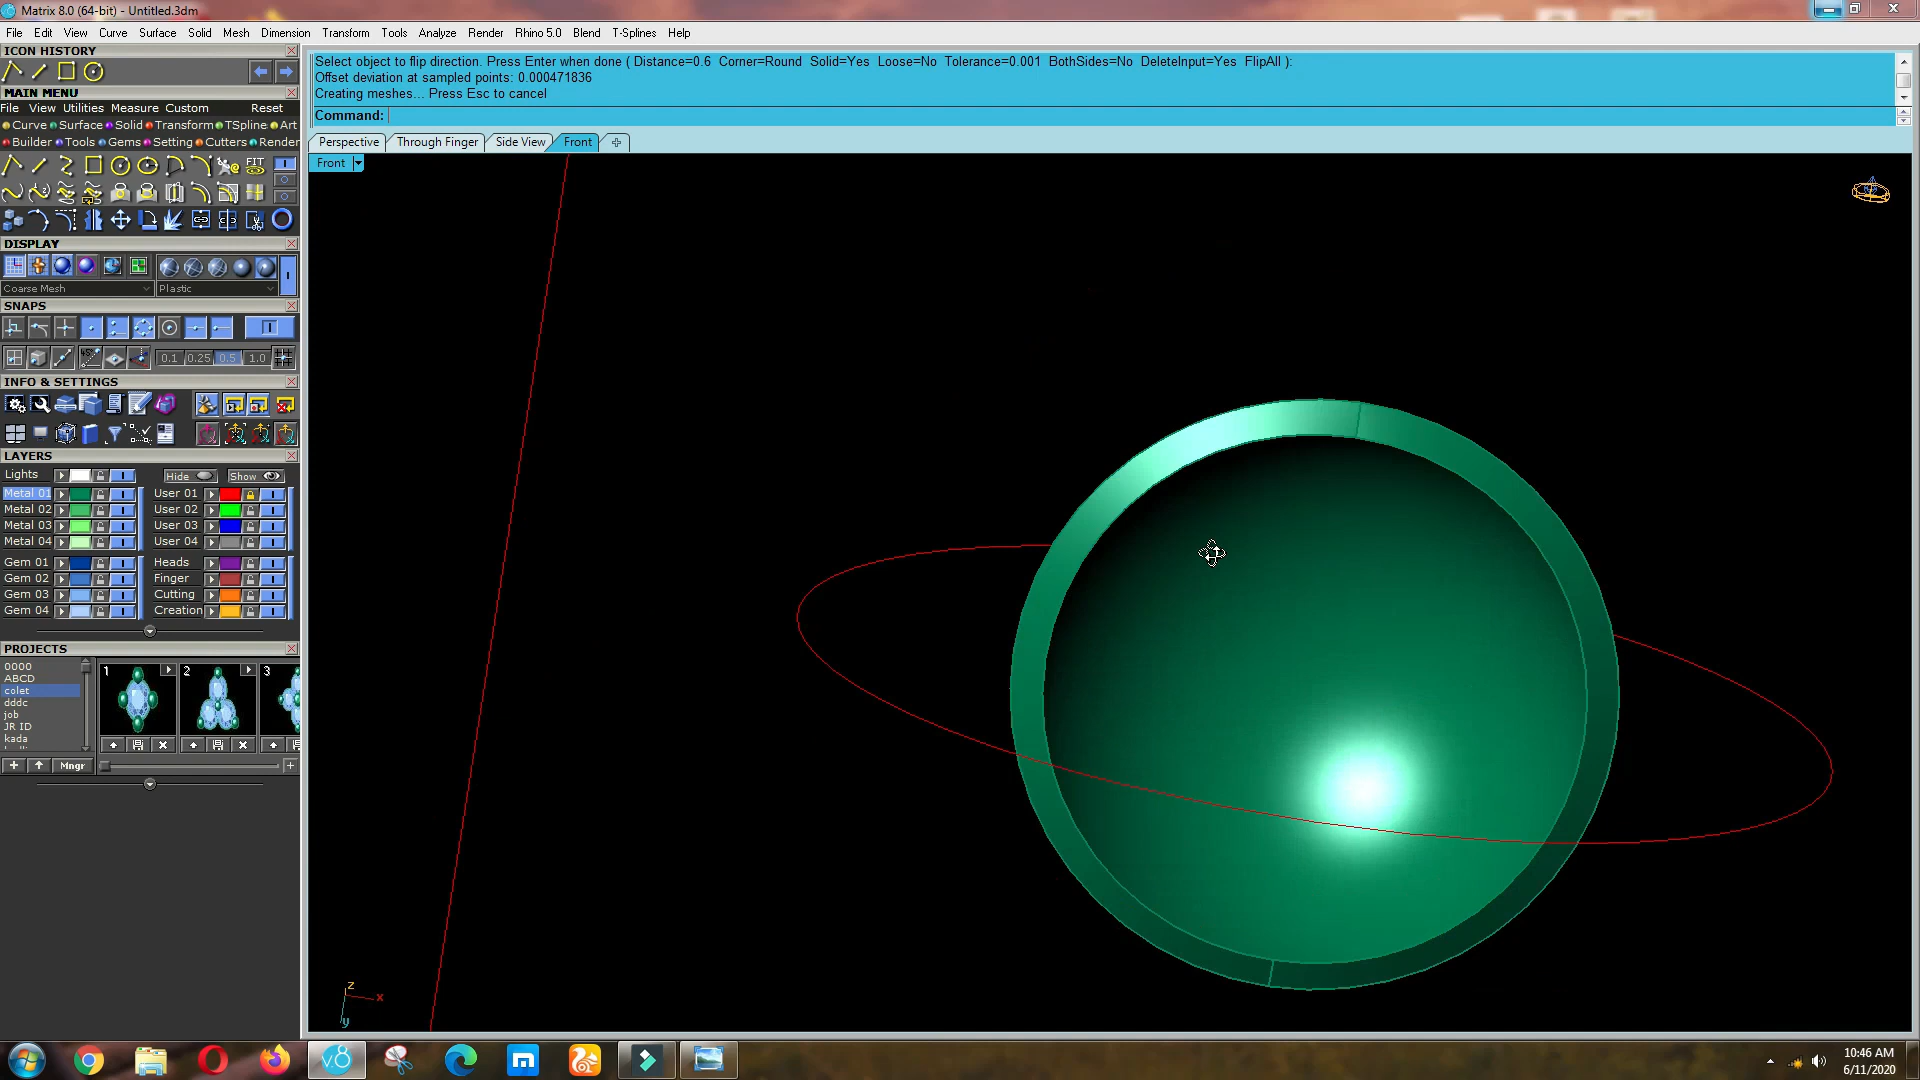 Matrix 8.0 (64-bit) - Untitled.3dm
File Edit View Curve Surface Solid Mesh Dimension Transform Tools Analyze Render Rhino 5.0 Blend T-Splines Help
ICON HISTORY
MAIN MENU
File View Utilities Measure Custom Reset
Curve Surface Solid Transform TSpline Art
Builder Tools Gems Setting Cutters Render
FIT
DISPLAY
Coarse Mesh Plastic
SNAPS
0.1 0.25 0.5 1.0
INFO & SETTINGS
LAYERS
Lights Hide Show
Metal 01 User 01
Metal 02 User 02
Metal 03 User 03
Metal 04 User 04
Gem 01 Heads
Gem 02 Finger
Gem 03 Cutting
Gem 04 Creation
PROJECTS
0000
ABCD
colet
dddc
job
JR ID
kada
1 2 3
Mngr
Select object to flip direction. Press Enter when done ( Distance=0.6 Corner=Round Solid=Yes Loose=No Tolerance=0.001 BothSides=No DeleteInput=Yes FlipAll ):
Offset deviation at sampled points: 0.000471836
Creating meshes... Press Esc to cancel
Command:
Perspective Through Finger Side View Front
Front
z
x
y
v8
10:46 AM
6/11/2020